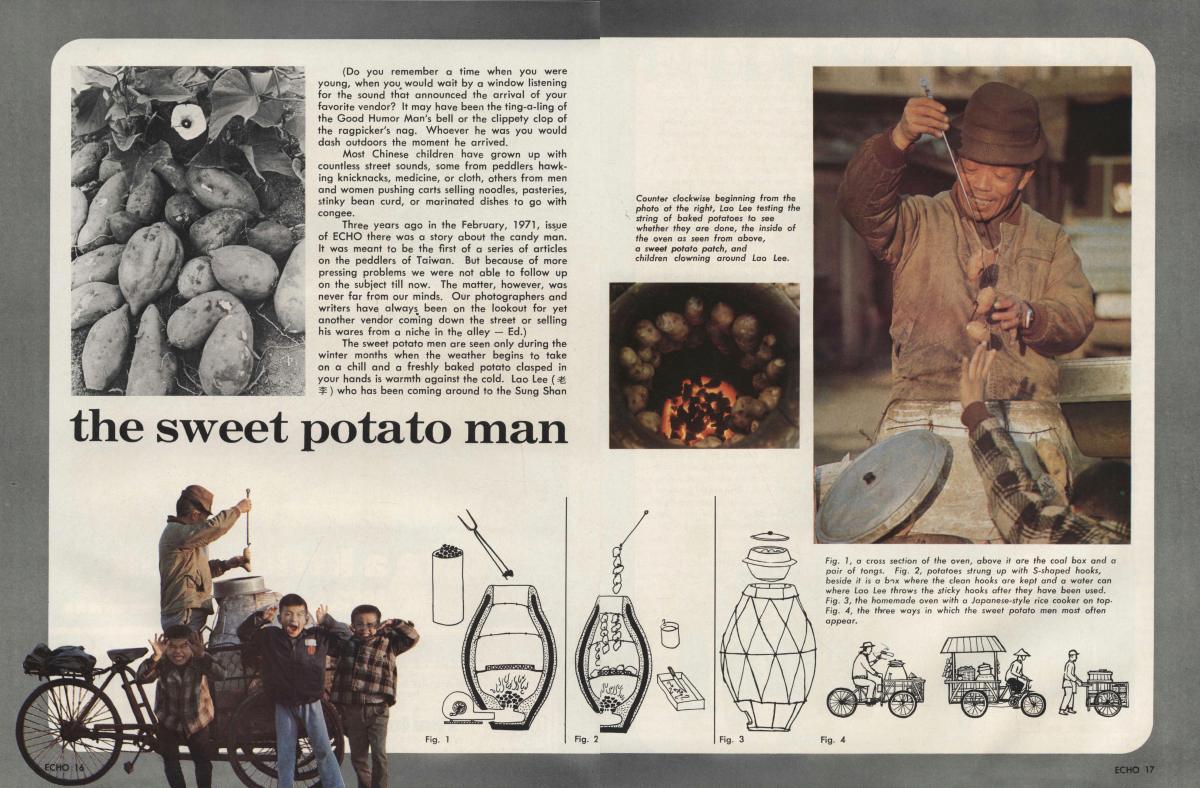 (Do you remember a time when you were
young, when you would wait by a window listening
for the sound that announced the arrival of your
favorite vendor? It may have been the ting-a-ling of
the Good Humor Man's bell or the clippety clop of
the ragpicker's nag. Whoever he was you would
dash outdoors the moment he arrived.
Most Chinese children have grown up with
countless street sounds, some from peddlers hawk-
ing knicknacks, medicine, or cloth, others from men
and women pushing carts selling noodles, pasteries,
stinky bean curd, or marinated dishes to go with
congee.
Three years ago in the February, 1971, issue
of ECHO there was a story about the candy man.
It was meant to be the first of a series of articles
on the peddlers of Taiwan. But because of more
pressing problems we were not able to follow up
on the subject till now. The matter, however, was
never far from our minds. Our photographers and
writers have always been on the lookout for yet
another vendor coming down the street or selling
his wares from a niche in the alley — Ed.)
The sweet potato men are seen only during the
winter months when the weather begins to take
on a chill and a freshly baked potato clasped in
your hands is warmth against the cold. Lao Lee (老
李) who has been coming around to the Sung Shan
the sweet potato man
Fig. 1
Fig. 2
ECHO 16
Counter clockwise beginning from the
photo at the right, Lao Lee testing the
string of baked potatoes to see
whether they are done, the inside of
the oven as seen from above,
a sweet potato patch, and
children clowning around Lao Lee.
Fig. 1, a cross section of the oven, above it are the coal box and a
pair of tongs. Fig. 2, potatoes strung up with S-shaped hooks,
beside it is a box where the clean hooks are kept and a water can
where Lao Lee throws the sticky hooks after they have been used.
Fig. 3, the homemade oven with a Japanese-style rice cooker on top.
Fig. 4, the three ways in which the sweet potato men most often
appear.
Fig. 3
Fig. 4
ECHO 17